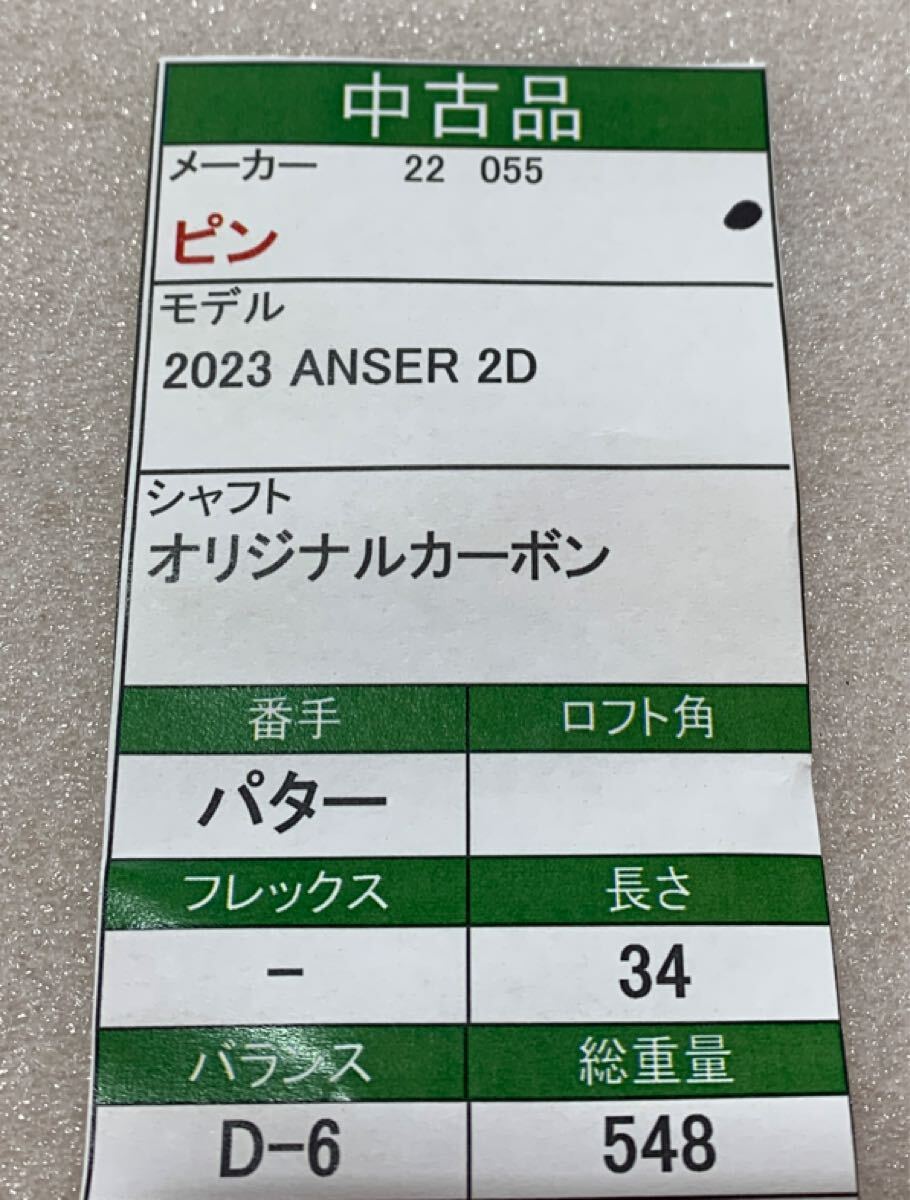 中古品
メーカー 22 055
ピン
モデル
2023 ANSER 2D
シャフト
オリジナルカーボン
番手 ロフト角
パター
フレックス 長さ
- 34
バランス 総重量
D-6 548